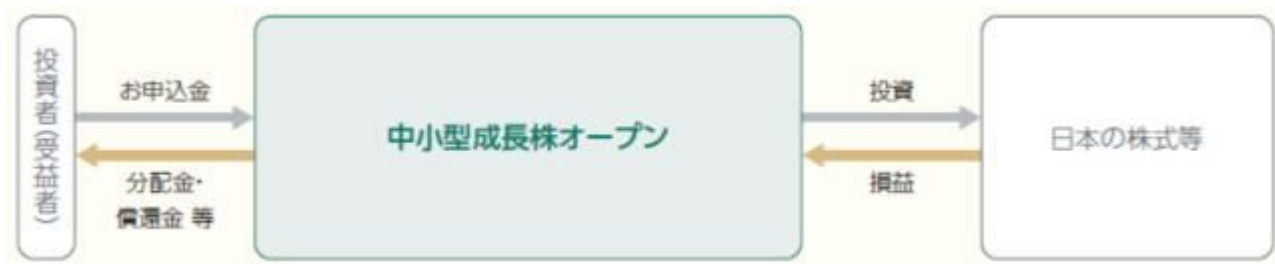 投資者(受益者)
お申込金
分配金・
償還金 等
中小型成長株オープン
投資
損益
日本の株式等